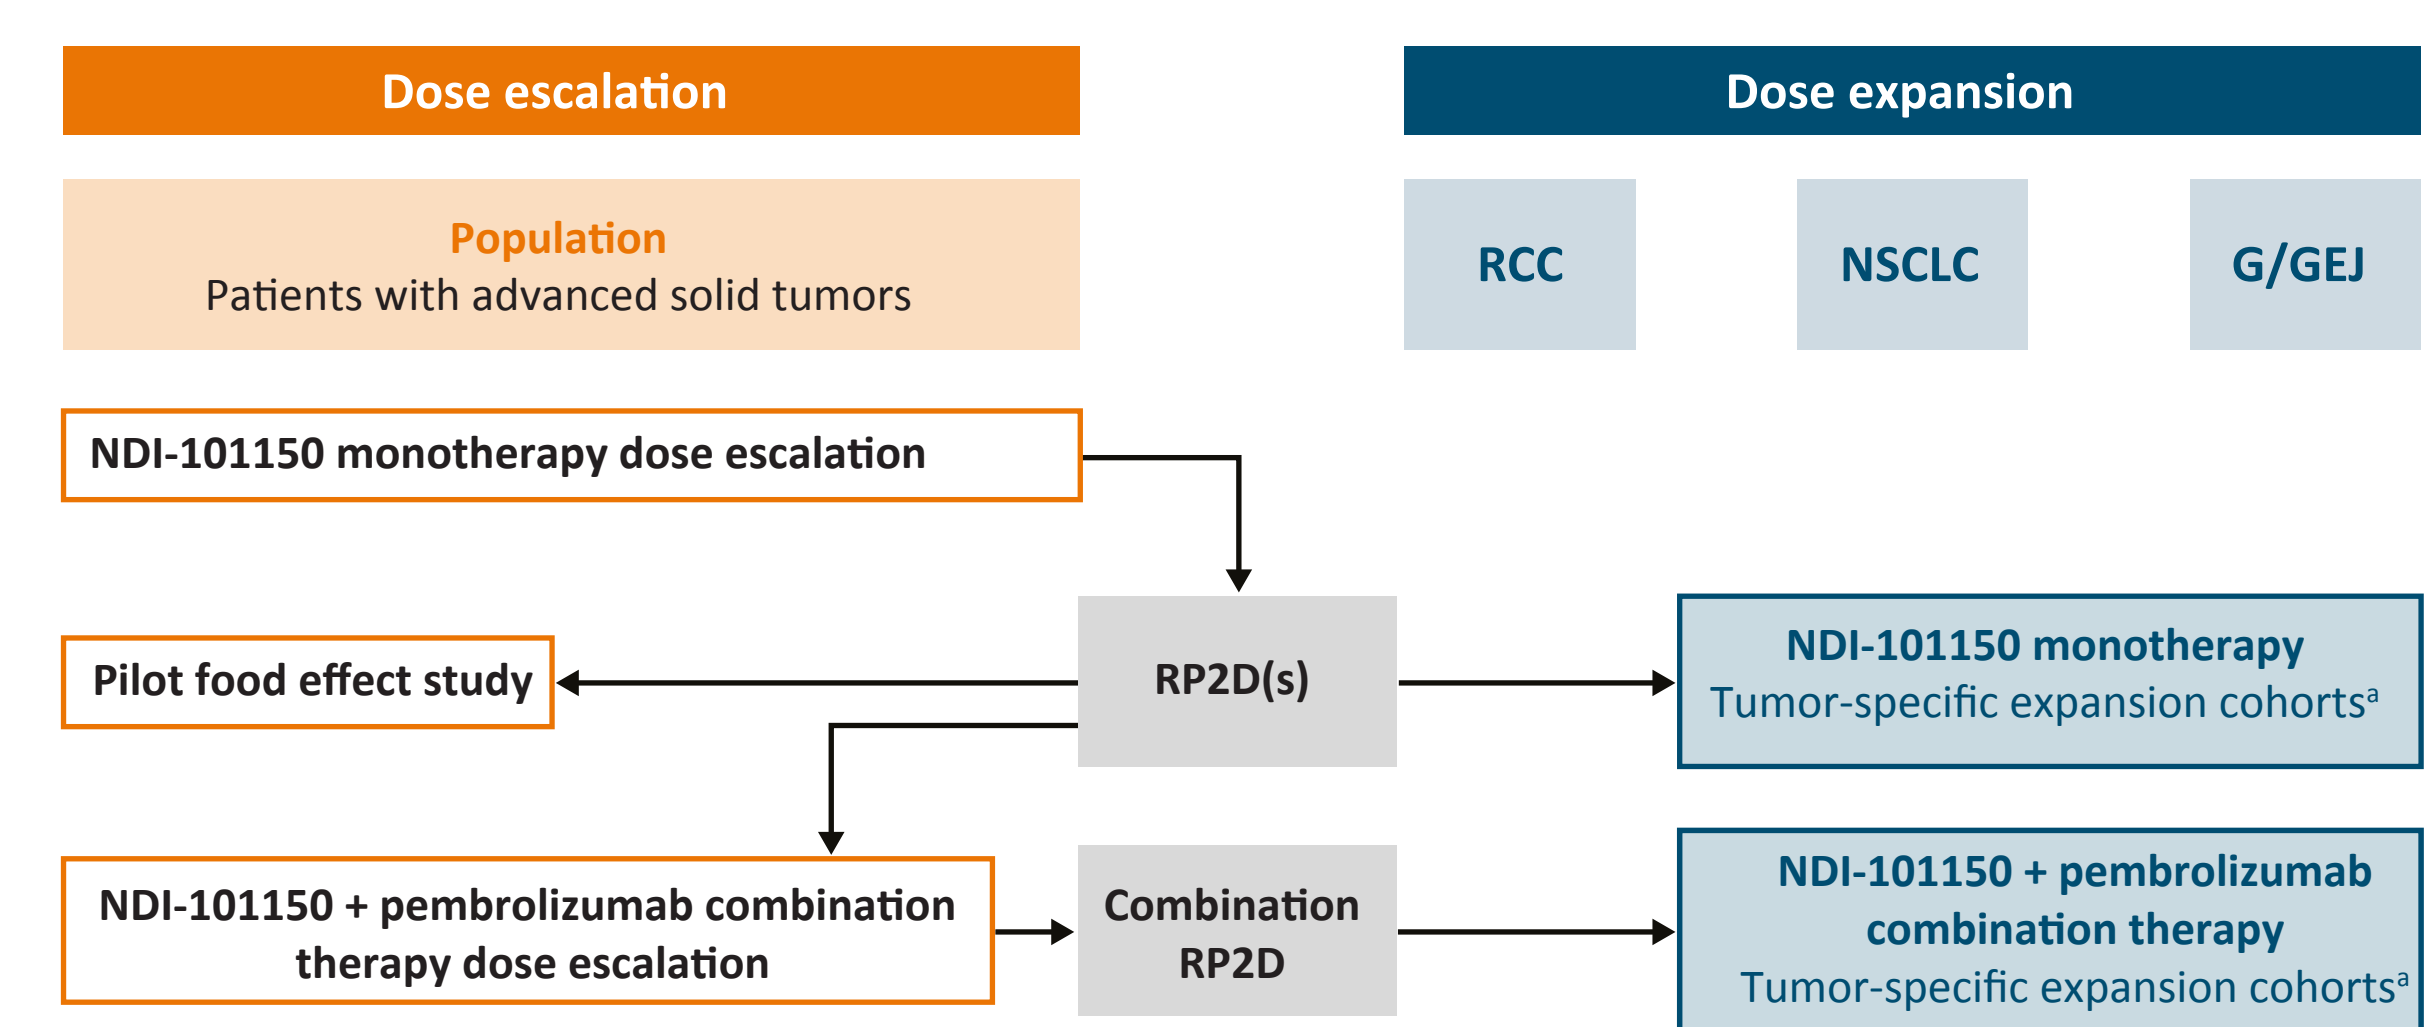 Dose escalation
Dose expansion
Population
Patients with advanced solid tumors
RCC
NSCLC
G/GEJ
NDI-101150 monotherapy dose escalation
Pilot food effect study
RP2D(s)
NDI-101150 monotherapy
Tumor-specific expansion cohortsᵃ
NDI-101150 + pembrolizumab combination
therapy dose escalation
Combination
RP2D
NDI-101150 + pembrolizumab
combination therapy
Tumor-specific expansion cohortsᵃ